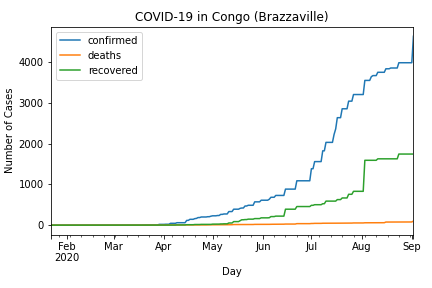 COVID-19 in Congo (Brazzaville)
confirmed
deaths
recovered
Number of Cases
4000
3000
2000
1000
0
Feb Mar Apr May Jun Jul Aug Sep
2020
Day